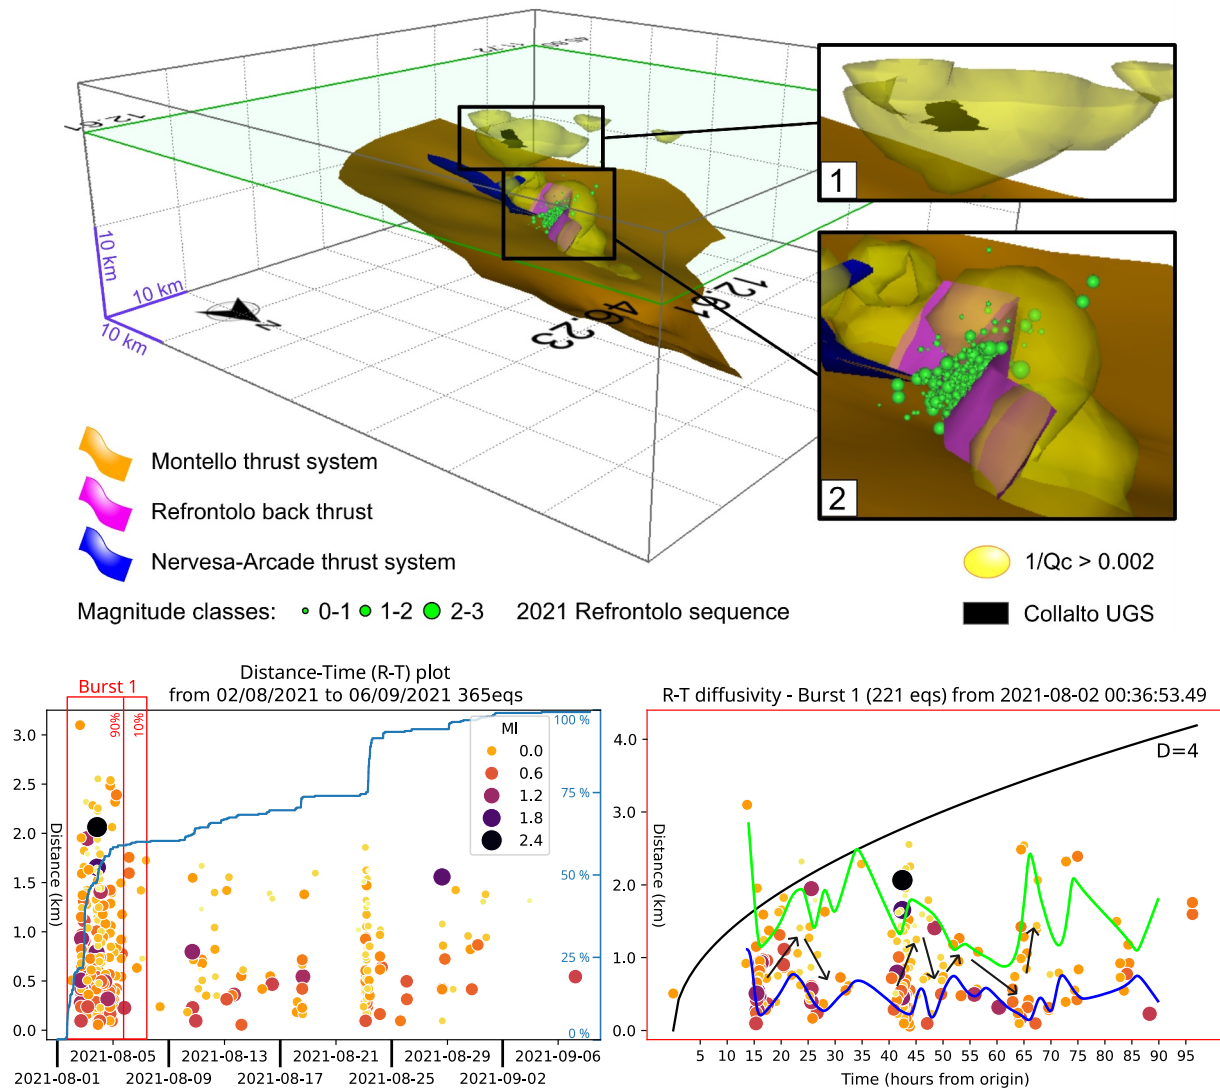 12.67
10 km
10 km
10 km
N
46.23
12.61
1
2
Montello thrust system
Refrontolo back thrust
Nervesa-Arcade thrust system
1/Qc > 0.002
Magnitude classes: 0-1 1-2 2-3 2021 Refrontolo sequence
Collalto UGS
Distance-Time (R-T) plot
from 02/08/2021 to 06/09/2021 365eqs
Burst 1
90%
10%
Distance (km)
3.0
2.5
2.0
1.5
1.0
0.5
0.0
Ml
0.0
0.6
1.2
1.8
2.4
100 %
75 %
50 %
25 %
0 %
2021-08-05 2021-08-13 2021-08-21 2021-08-29 2021-09-06
2021-08-01 2021-08-09 2021-08-17 2021-08-25 2021-09-02
R-T diffusivity - Burst 1 (221 eqs) from 2021-08-02 00:36:53.49
D=4
Distance (km)
4.0
3.0
2.0
1.0
0.0
5 10 15 20 25 30 35 40 45 50 55 60 65 70 75 80 85 90 95
Time (hours from origin)